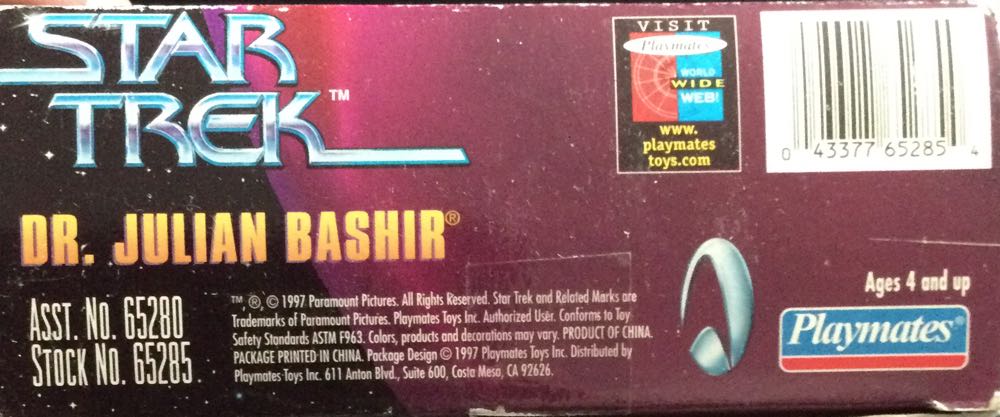 STAR
TREK™
DR. JULIAN BASHIR®
ASST. NO. 65280
STOCK NO. 65285
™, ®, © 1997 Paramount Pictures. All Rights Reserved. Star Trek and Related Marks are
Trademarks of Paramount Pictures. Playmates Toys Inc. Authorized User. Conforms to Toy
Safety Standards ASTM F963. Colors, products and decorations may vary. PRODUCT OF CHINA.
PACKAGE PRINTED IN CHINA. Package Design © 1997 Playmates Toys Inc. Distributed by
Playmates Toys Inc. 611 Anton Blvd., Suite 600, Costa Mesa, CA 92626.
VISIT
Playmates
WORLD
WIDE
WEB!
www.
playmates
toys.com
0 43377 65285 4
Ages 4 and up
Playmates®